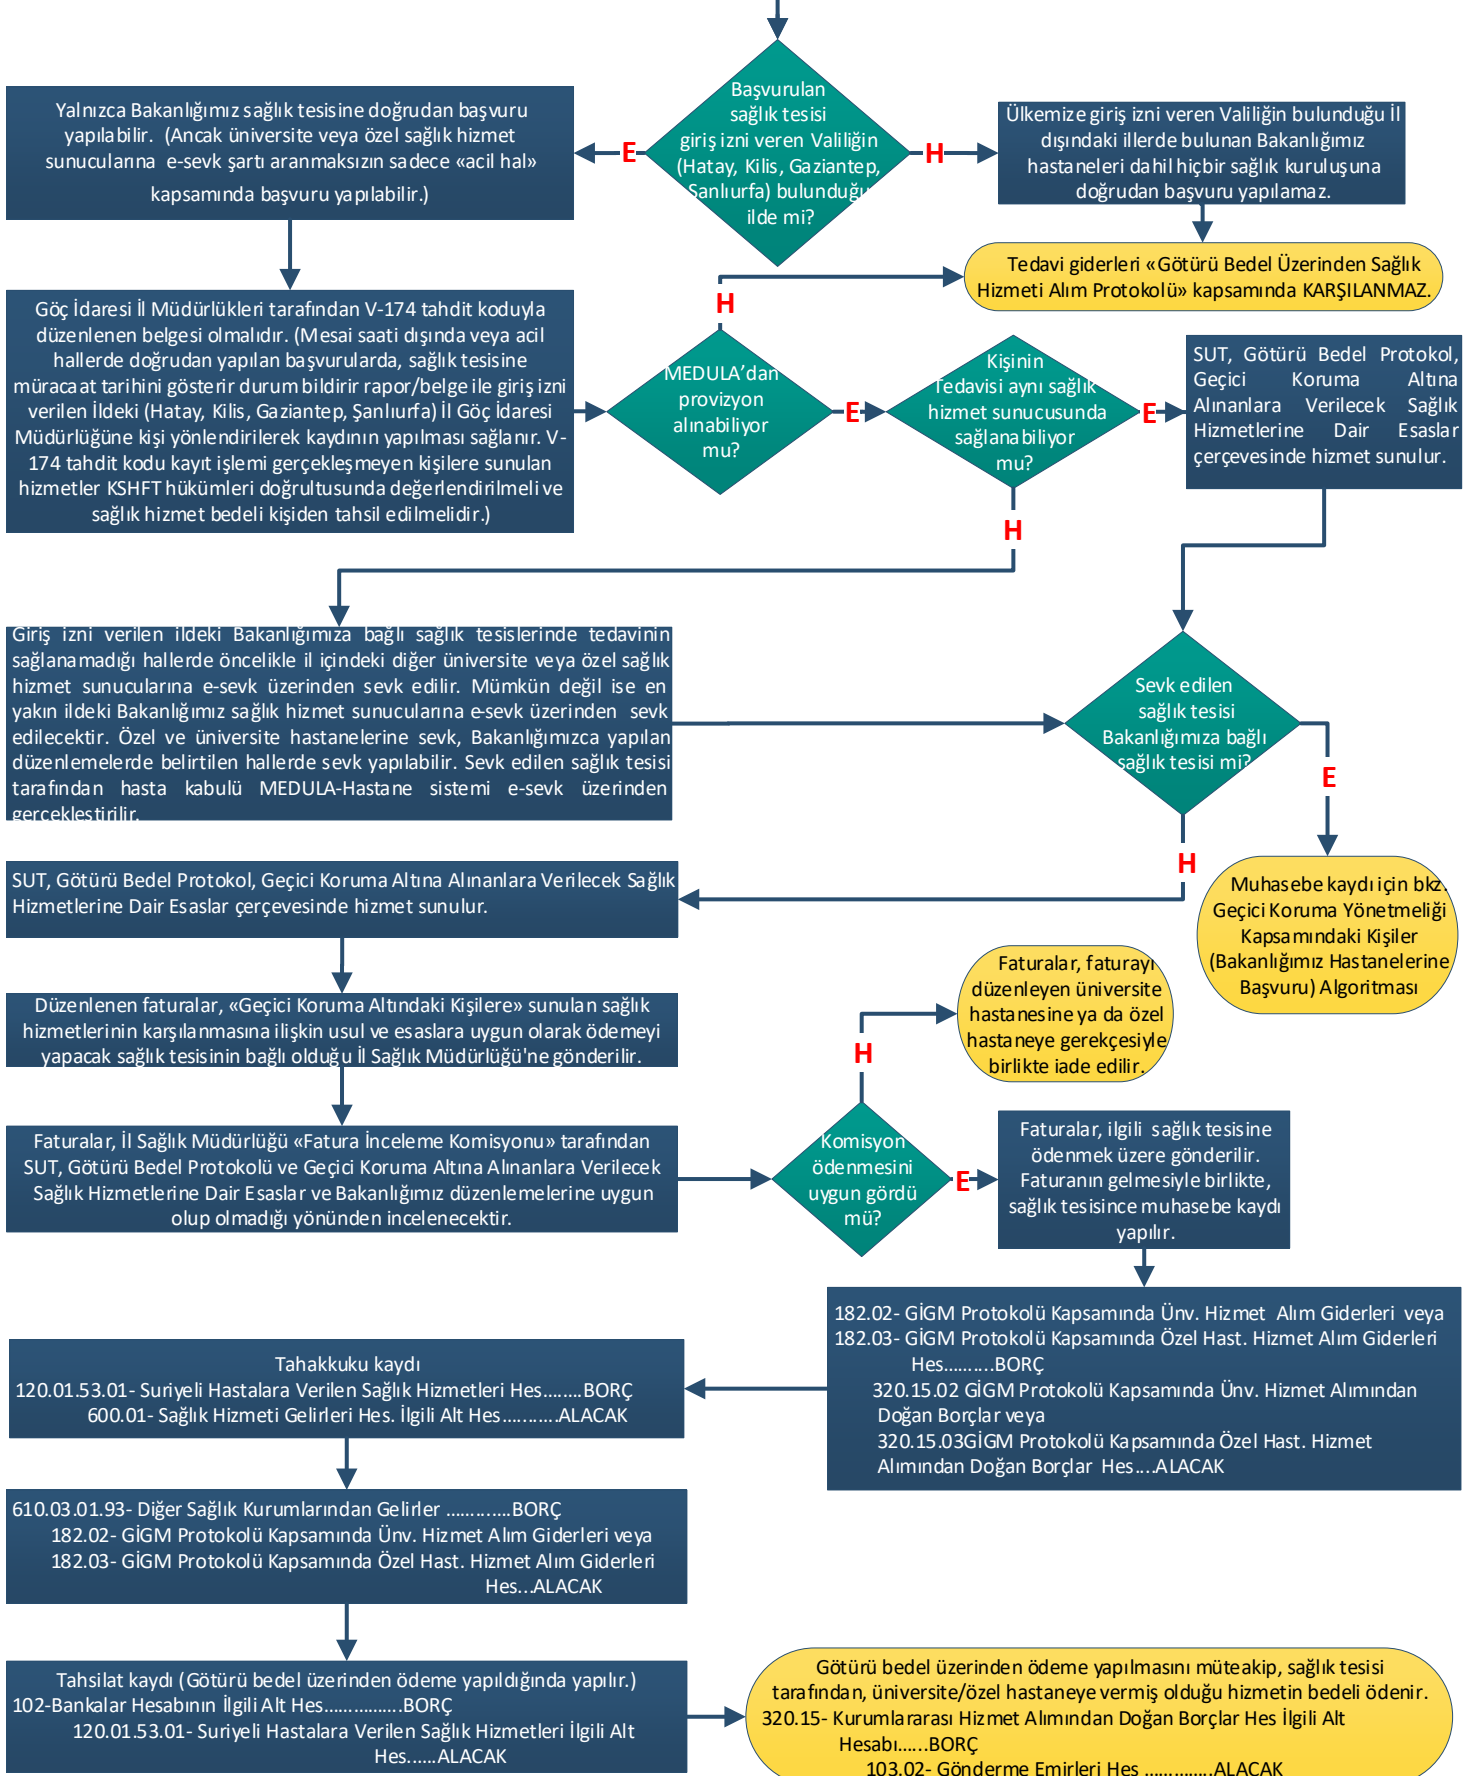 Başvurulan
sağlık tesisi
giriş izni veren Valiliğin
(Hatay, Kilis, Gaziantep,
Şanlıurfa) bulunduğu
ilde mi?
E
H
Yalnızca Bakanlığımız sağlık tesisine doğrudan başvuru
yapılabilir. (Ancak üniversite veya özel sağlık hizmet
sunucularına e-sevk şartı aranmaksızın sadece «acil hal»
kapsamında başvuru yapılabilir.)
Ülkemize giriş izni veren Valiliğin bulunduğu İl
dışındaki illerde bulunan Bakanlığımız
hastaneleri dahil hiçbir sağlık kuruluşuna
doğrudan başvuru yapılamaz.
Tedavi giderleri «Götürü Bedel Üzerinden Sağlık
Hizmeti Alım Protokolü» kapsamında KARŞILANMAZ.
Göç İdaresi İl Müdürlükleri tarafından V-174 tahdit koduyla
düzenlenen belgesi olmalıdır. (Mesai saati dışında veya acil
hallerde doğrudan yapılan başvurularda, sağlık tesisine
müracaat tarihini gösterir durum bildirir rapor/belge ile giriş izni
verilen İldeki (Hatay, Kilis, Gaziantep, Şanlıurfa) İl Göç İdaresi
Müdürlüğüne kişi yönlendirilerek kaydının yapılması sağlanır. V-
174 tahdit kodu kayıt işlemi gerçekleşmeyen kişilere sunulan
hizmetler KSHFT hükümleri doğrultusunda değerlendirilmeli ve
sağlık hizmet bedeli kişiden tahsil edilmelidir.)
H
MEDULA’dan
provizyon
alınabiliyor
mu?
E
Kişinin
Tedavisi aynı sağlık
hizmet sunucusunda
sağlanabiliyor
mu?
E
SUT, Götürü Bedel Protokol,
Geçici Koruma Altına
Alınanlara Verilecek Sağlık
Hizmetlerine Dair Esaslar
çerçevesinde hizmet sunulur.
H
Giriş izni verilen ildeki Bakanlığımıza bağlı sağlık tesislerinde tedavinin
sağlanamadığı hallerde öncelikle il içindeki diğer üniversite veya özel sağlık
hizmet sunucularına e-sevk üzerinden sevk edilir. Mümkün değil ise en
yakın ildeki Bakanlığımız sağlık hizmet sunucularına e-sevk üzerinden sevk
edilecektir. Özel ve üniversite hastanelerine sevk, Bakanlığımızca yapılan
düzenlemelerde belirtilen hallerde sevk yapılabilir. Sevk edilen sağlık tesisi
tarafından hasta kabulü MEDULA-Hastane sistemi e-sevk üzerinden
gerçekleştirilir.
Sevk edilen
sağlık tesisi
Bakanlığımıza bağlı
sağlık tesisi mi?
E
H
Muhasebe kaydı için bkz.
Geçici Koruma Yönetmeliği
Kapsamındaki Kişiler
(Bakanlığımız Hastanelerine
Başvuru) Algoritması
SUT, Götürü Bedel Protokol, Geçici Koruma Altına Alınanlara Verilecek Sağlık
Hizmetlerine Dair Esaslar çerçevesinde hizmet sunulur.
Düzenlenen faturalar, «Geçici Koruma Altındaki Kişilere» sunulan sağlık
hizmetlerinin karşılanmasına ilişkin usul ve esaslara uygun olarak ödemeyi
yapacak sağlık tesisinin bağlı olduğu İl Sağlık Müdürlüğü'ne gönderilir.
Faturalar, faturayı
düzenleyen üniversite
hastanesine ya da özel
hastaneye gerekçesiyle
birlikte iade edilir.
H
Faturalar, İl Sağlık Müdürlüğü «Fatura İnceleme Komisyonu» tarafından
SUT, Götürü Bedel Protokolü ve Geçici Koruma Altına Alınanlara Verilecek
Sağlık Hizmetlerine Dair Esaslar ve Bakanlığımız düzenlemelerine uygun
olup olmadığı yönünden incelenecektir.
Komisyon
ödenmesini
uygun gördü
mü?
E
Faturalar, ilgili sağlık tesisine
ödenmek üzere gönderilir.
Faturanın gelmesiyle birlikte,
sağlık tesisince muhasebe kaydı
yapılır.
182.02- GİGM Protokolü Kapsamında Ünv. Hizmet Alım Giderleri veya
182.03- GİGM Protokolü Kapsamında Özel Hast. Hizmet Alım Giderleri
Hes..........BORÇ
320.15.02 GİGM Protokolü Kapsamında Ünv. Hizmet Alımından
Doğan Borçlar veya
320.15.03GİGM Protokolü Kapsamında Özel Hast. Hizmet
Alımından Doğan Borçlar Hes....ALACAK
Tahakkuku kaydı
120.01.53.01- Suriyeli Hastalara Verilen Sağlık Hizmetleri Hes........BORÇ
600.01- Sağlık Hizmeti Gelirleri Hes. İlgili Alt Hes...........ALACAK
610.03.01.93- Diğer Sağlık Kurumlarından Gelirler .............BORÇ
182.02- GİGM Protokolü Kapsamında Ünv. Hizmet Alım Giderleri veya
182.03- GİGM Protokolü Kapsamında Özel Hast. Hizmet Alım Giderleri
Hes...ALACAK
Tahsilat kaydı (Götürü bedel üzerinden ödeme yapıldığında yapılır.)
102-Bankalar Hesabının İlgili Alt Hes................BORÇ
120.01.53.01- Suriyeli Hastalara Verilen Sağlık Hizmetleri İlgili Alt
Hes......ALACAK
Götürü bedel üzerinden ödeme yapılmasını müteakip, sağlık tesisi
tarafından, üniversite/özel hastaneye vermiş olduğu hizmetin bedeli ödenir.
320.15- Kurumlararası Hizmet Alımından Doğan Borçlar Hes İlgili Alt
Hesabı......BORÇ
103.02- Gönderme Emirleri Hes ..............ALACAK